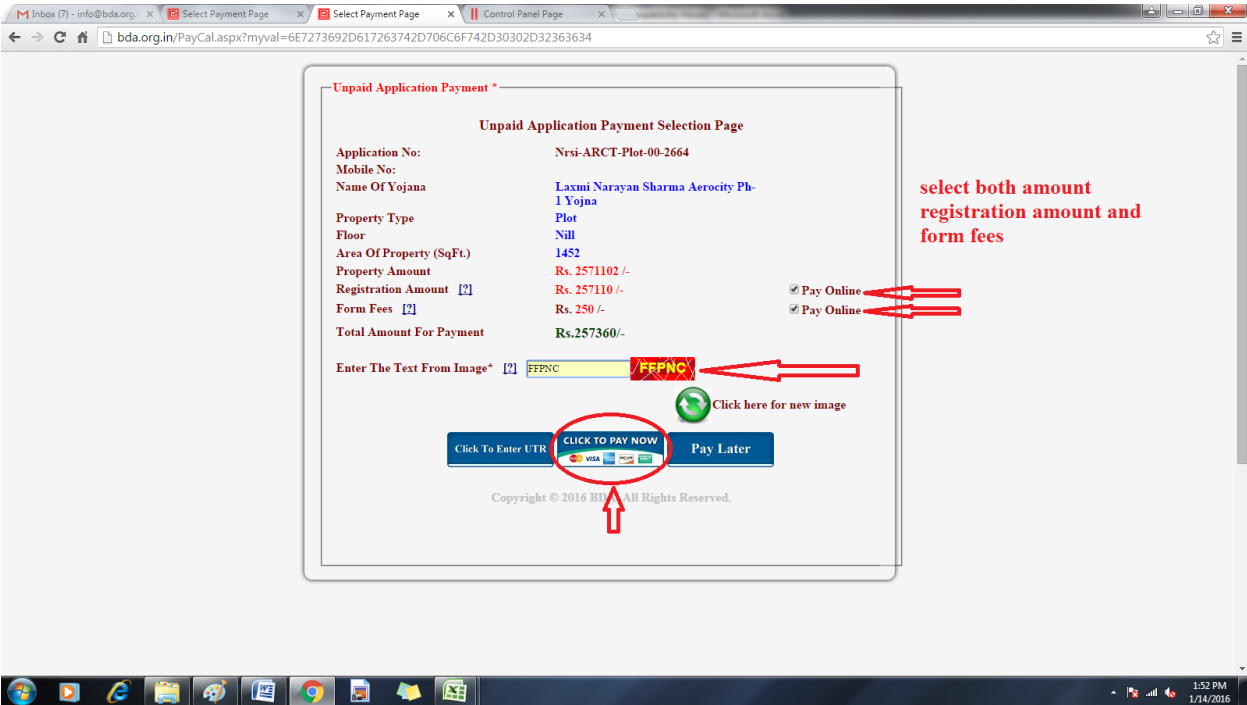 Inbox (7) - info@bda.org.
Select Payment Page
Select Payment Page
Control Panel Page
bda.org.in/PayCal.aspx?myval=6E7273692D617263742D706C6F742D30302D32363634
Unpaid Application Payment *
Unpaid Application Payment Selection Page
Application No: Nrsi-ARCT-Plot-00-2664
Mobile No:
Name Of Yojana Laxmi Narayan Sharma Aerocity Ph-
1 Yojna
Property Type Plot
Floor Nill
Area Of Property (SqFt.) 1452
Property Amount Rs. 2571102 /-
Registration Amount [?] Rs. 257110 /- Pay Online
Form Fees [?] Rs. 250 /- Pay Online
Total Amount For Payment Rs.257360/-
select both amount
registration amount and
form fees
Enter The Text From Image* [?] FFPNC FFPNC
Click here for new image
Click To Enter UTR CLICK TO PAY NOW Pay Later
VISA
Copyright © 2016 BDA All Rights Reserved.
1:52 PM
1/14/2016